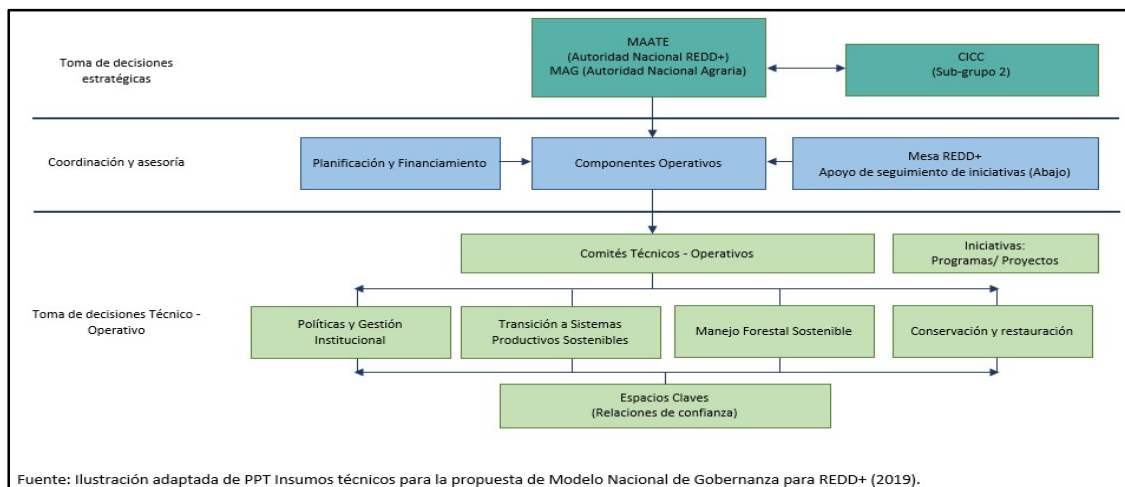 Toma de decisiones
estratégicas
MAATE
(Autoridad Nacional REDD+)
MAG (Autoridad Nacional Agraria)
CICC
(Sub-grupo 2)
Coordinación y asesoría
Planificación y Financiamiento
Componentes Operativos
Mesa REDD+
Apoyo de seguimiento de iniciativas (Abajo)
Toma de decisiones Técnico -
Operativo
Comités Técnicos - Operativos
Iniciativas:
Programas/ Proyectos
Políticas y Gestión
Institucional
Transición a Sistemas
Productivos Sostenibles
Manejo Forestal Sostenible
Conservación y restauración
Espacios Claves
(Relaciones de confianza)
Fuente: Ilustración adaptada de PPT Insumos técnicos para la propuesta de Modelo Nacional de Gobernanza para REDD+ (2019).